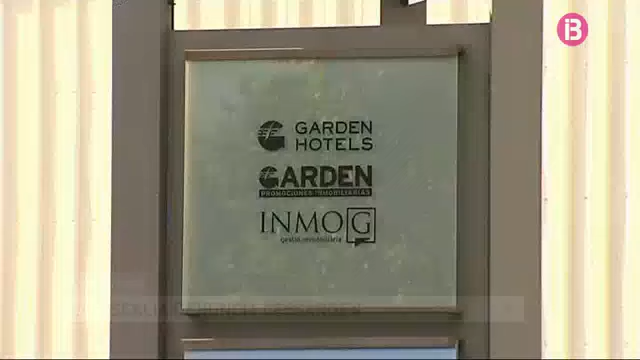 GARDEN
HOTELS
GARDEN
PROMOCIONES INMOBILIARIAS
INMOG
gestió immobiliària